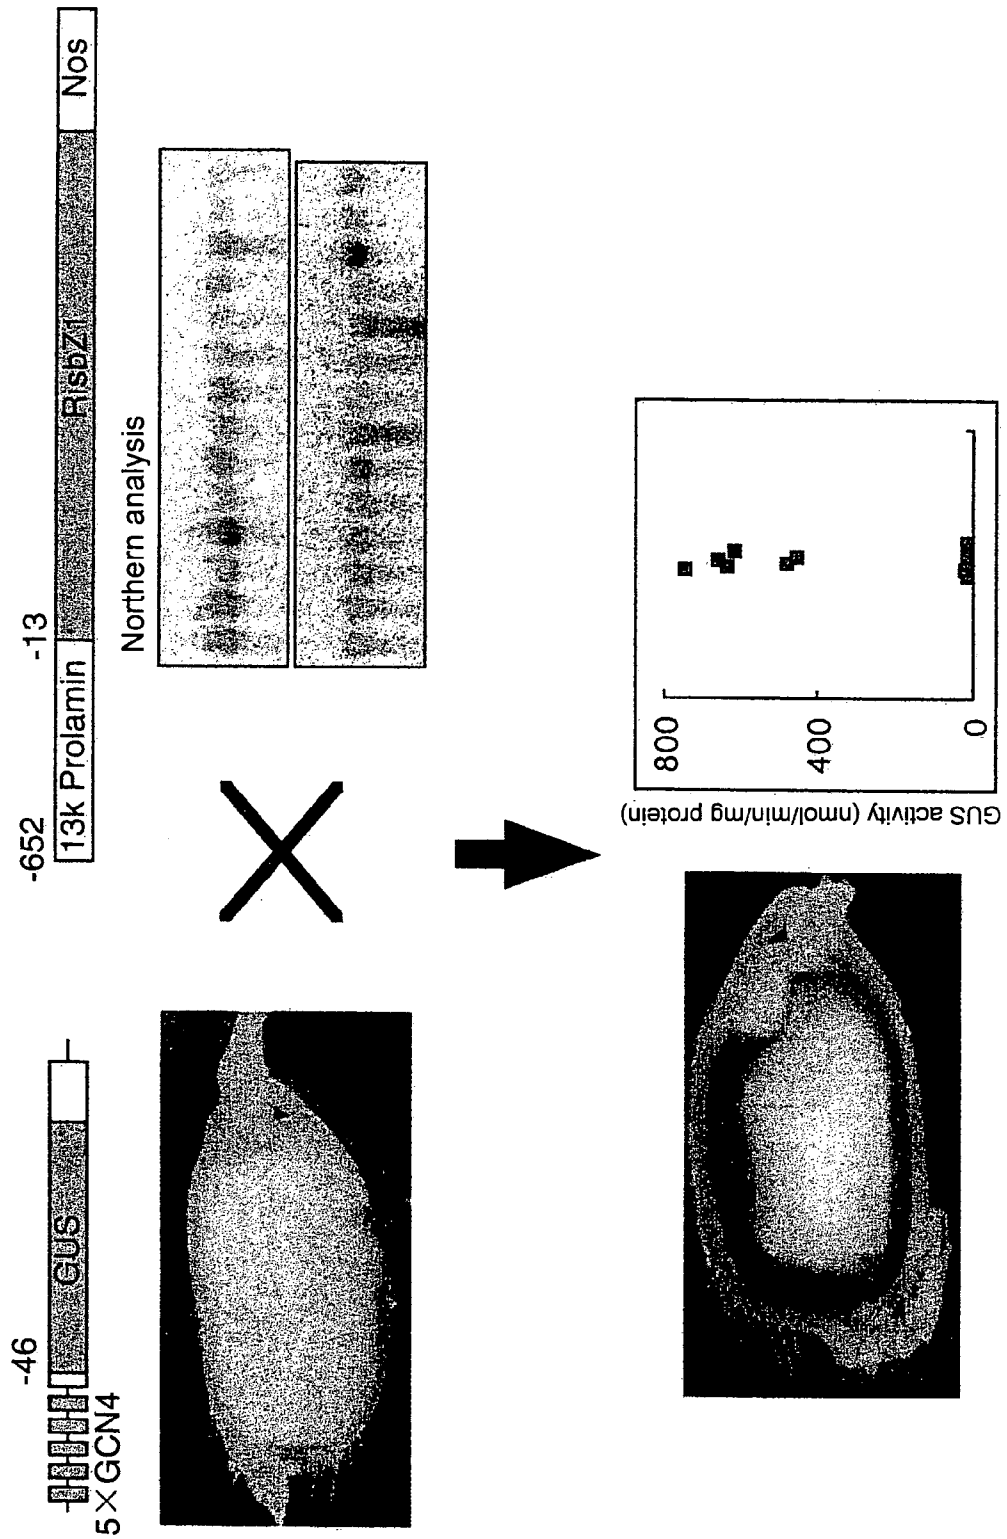 -46
GUS
5×GCN4
-652
-13
13k Prolamin
RisbZ1
Nos
Northern analysis
GUS activity (nmol/min/mg protein)
800
400
0